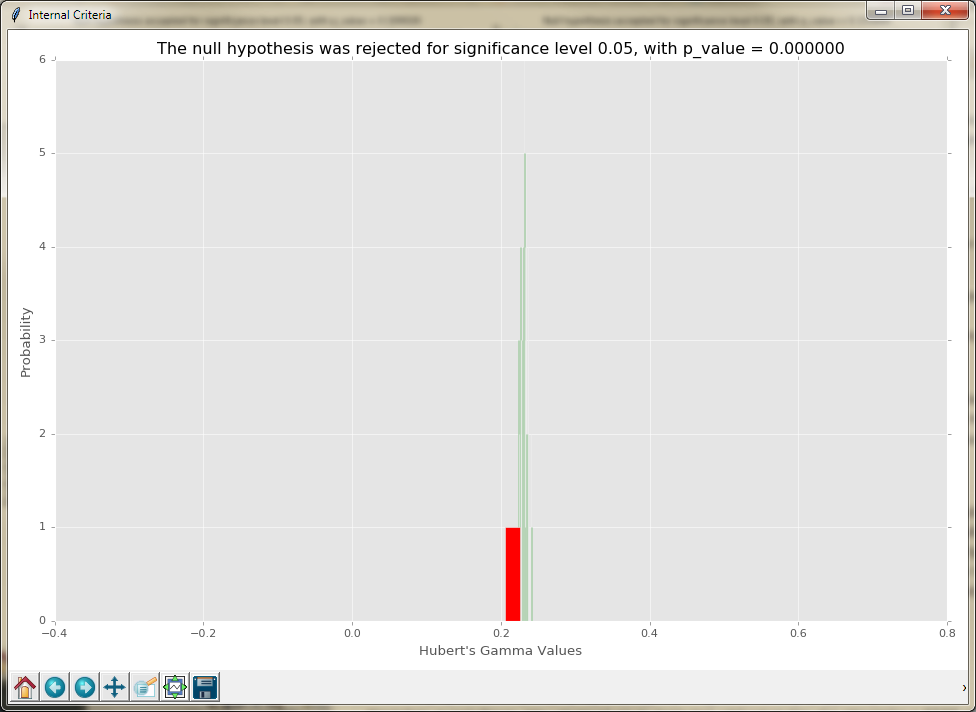 Internal Criteria
The null hypothesis was rejected for significance level 0.05, with p_value = 0.000000
6
5
4
3
2
1
0
Probability
−0.4 −0.2 0.0 0.2 0.4 0.6 0.8
Hubert's Gamma Values